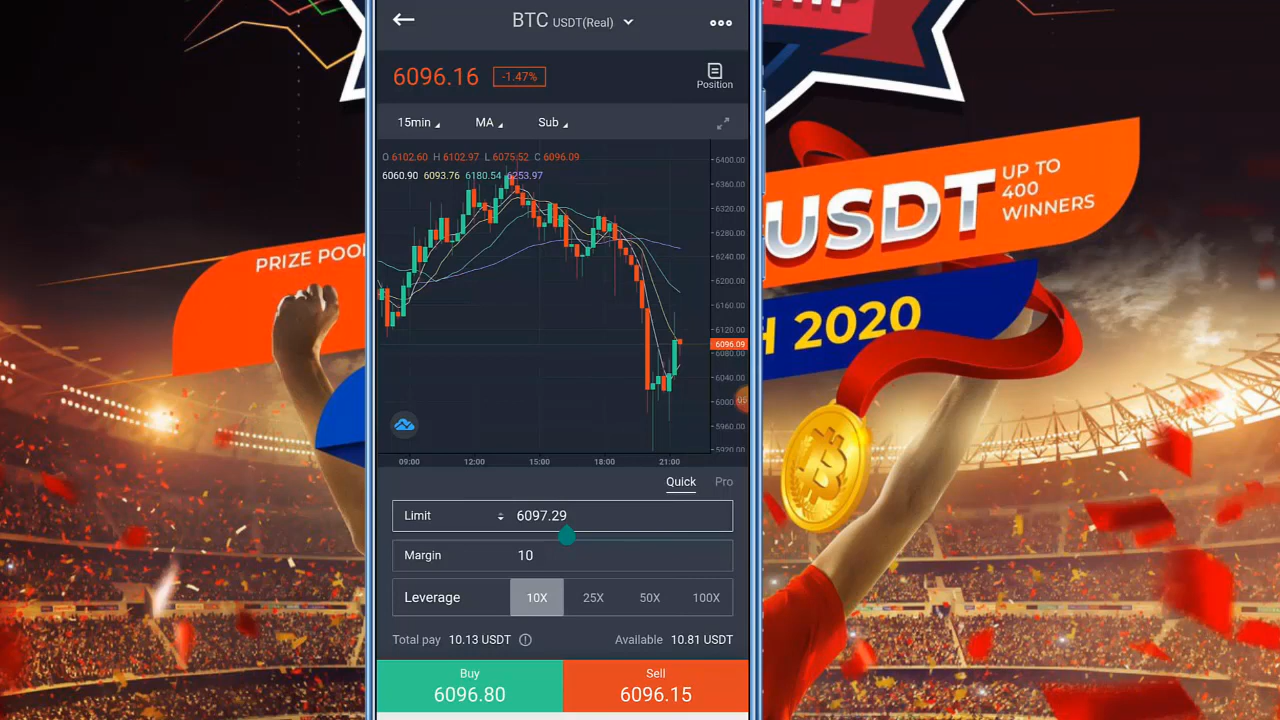 BTC USDT(Real)
6096.16 -1.47%
Position
15min MA Sub
O 6102.60 H 6102.97 L 6075.52 C 6096.09
6060.90 6093.76 6180.54 6253.97
6400.00
6360.00
6320.00
6280.00
6240.00
6200.00
6160.00
6120.00
6096.09
6080.00
6040.00
6000.00
5960.00
5920.00
09:00 12:00 15:00 18:00 21:00
Quick Pro
Limit 6097.29
Margin 10
Leverage 10X 25X 50X 100X
Total pay 10.13 USDT Available 10.81 USDT
Buy Sell
6096.80 6096.15
PRIZE POOL
USDT UP TO
400
WINNERS
H 2020